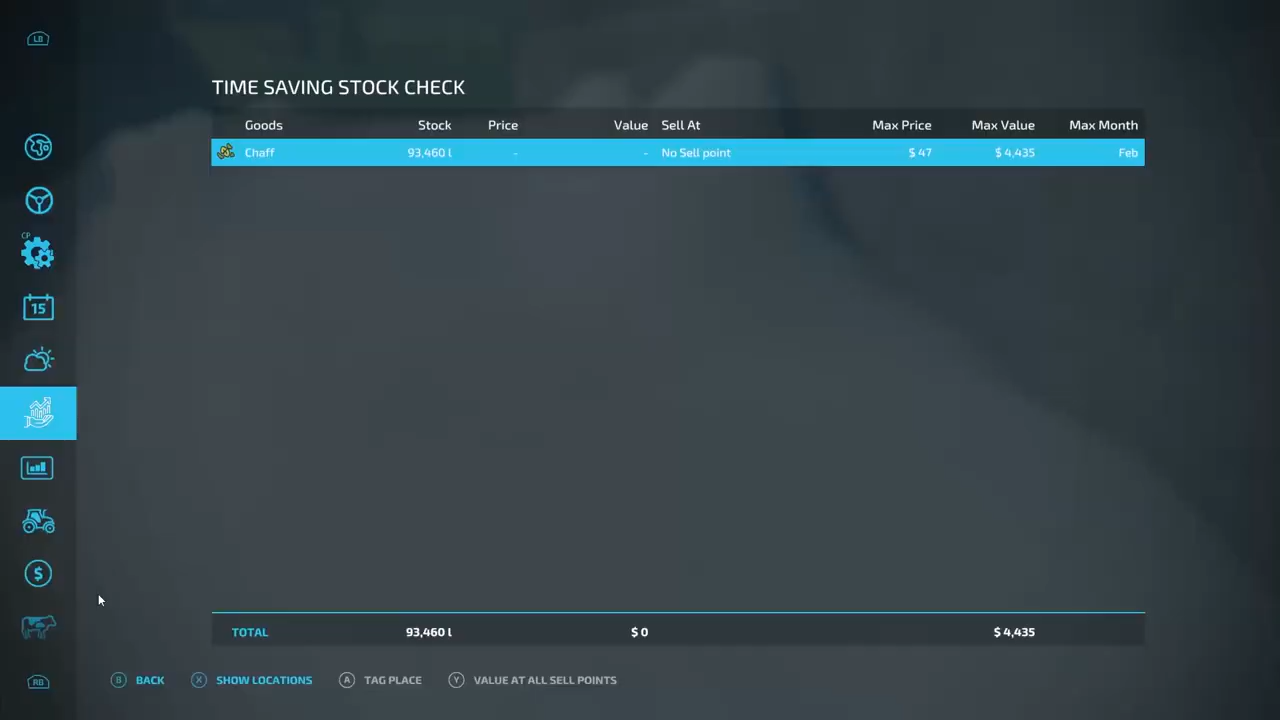 LB
TIME SAVING STOCK CHECK
Goods Stock Price Value Sell At Max Price Max Value Max Month
Chaff 93,460 l - - No Sell point $ 47 $ 4,435 Feb
CP
15
$
TOTAL 93,460 l $ 0 $ 4,435
RB
B BACK X SHOW LOCATIONS A TAG PLACE Y VALUE AT ALL SELL POINTS